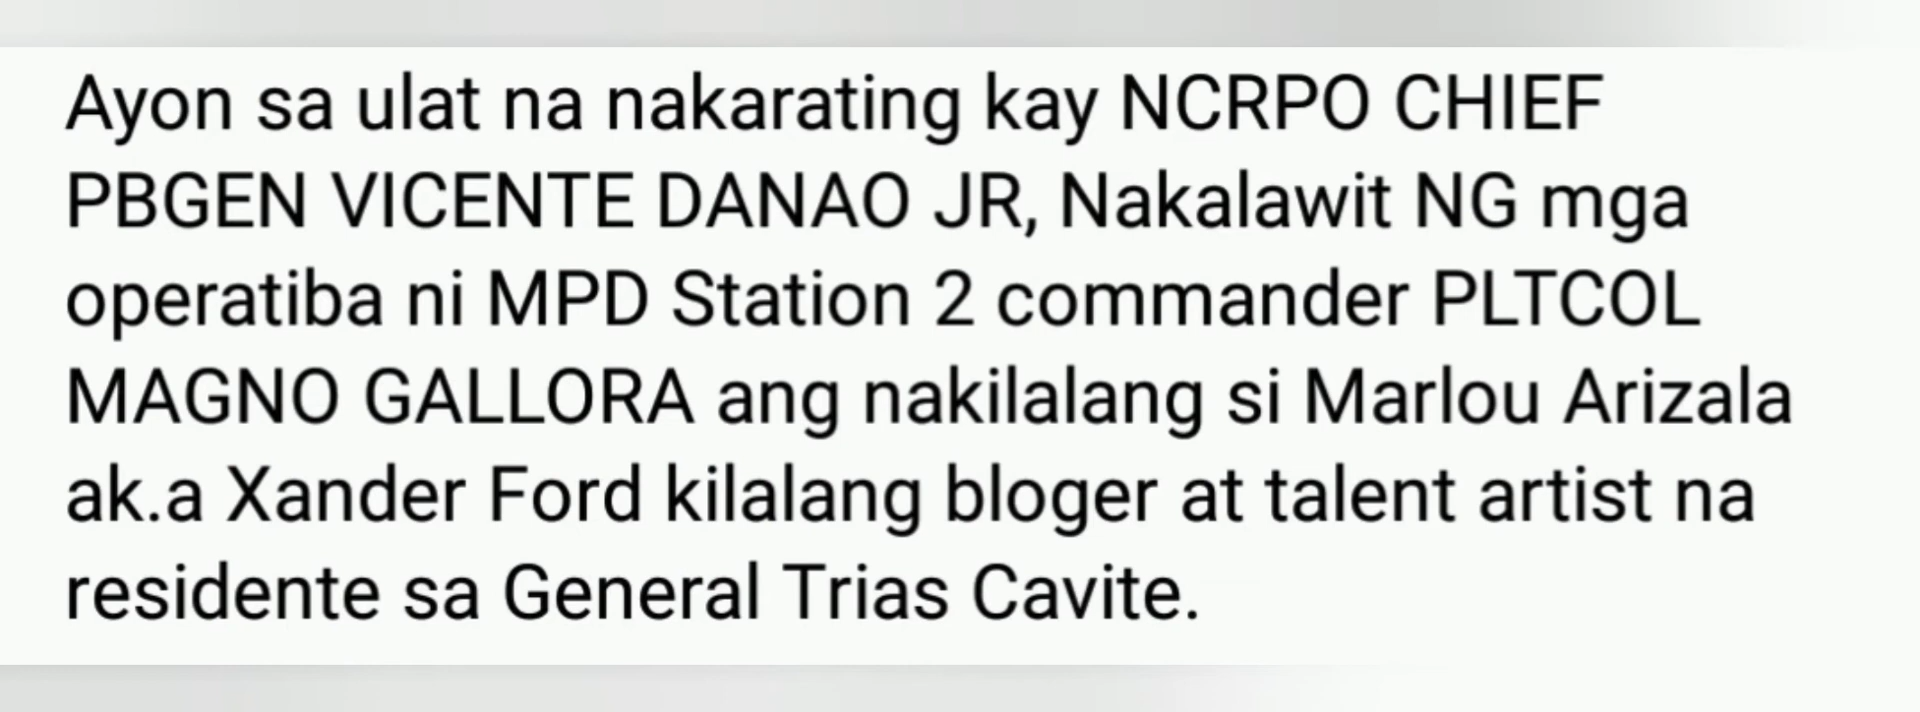 Ayon sa ulat na nakarating kay NCRPO CHIEF
PBGEN VICENTE DANAO JR, Nakalawit NG mga
operatiba ni MPD Station 2 commander PLTCOL
MAGNO GALLORA ang nakilalang si Marlou Arizala
ak.a Xander Ford kilalang bloger at talent artist na
residente sa General Trias Cavite.